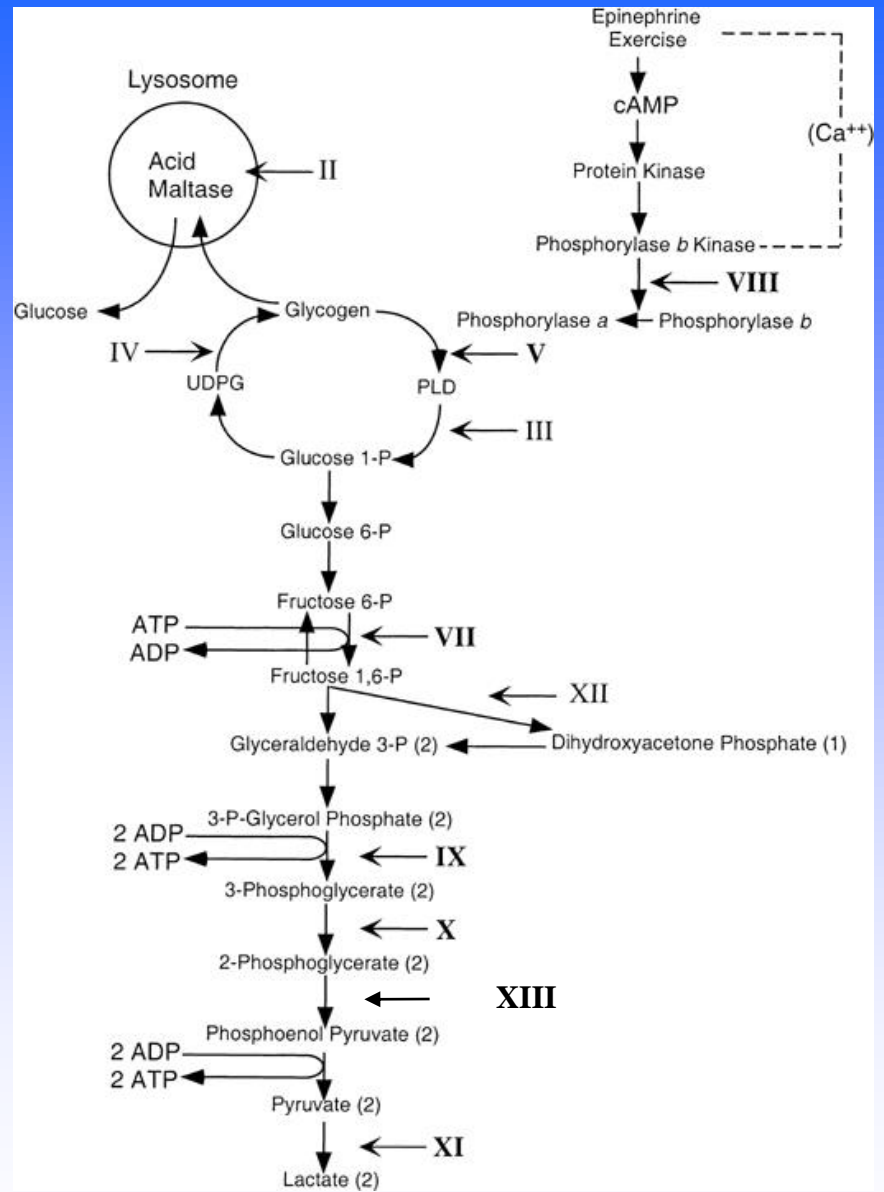 Epinephrine
Exercise
Lysosome
cAMP
(Ca++)
Acid
Maltase
II
Protein Kinase
Phosphorylase b Kinase
VIII
Glucose
Glycogen
Phosphorylase a
Phosphorylase b
IV
V
UDPG
PLD
III
Glucose 1-P
Glucose 6-P
Fructose 6-P
ATP
ADP
VII
Fructose 1,6-P
XII
Glyceraldehyde 3-P (2)
Dihydroxyacetone Phosphate (1)
3-P-Glycerol Phosphate (2)
2 ADP
2 ATP
IX
3-Phosphoglycerate (2)
X
2-Phosphoglycerate (2)
XIII
Phosphoenol Pyruvate (2)
2 ADP
2 ATP
Pyruvate (2)
XI
Lactate (2)